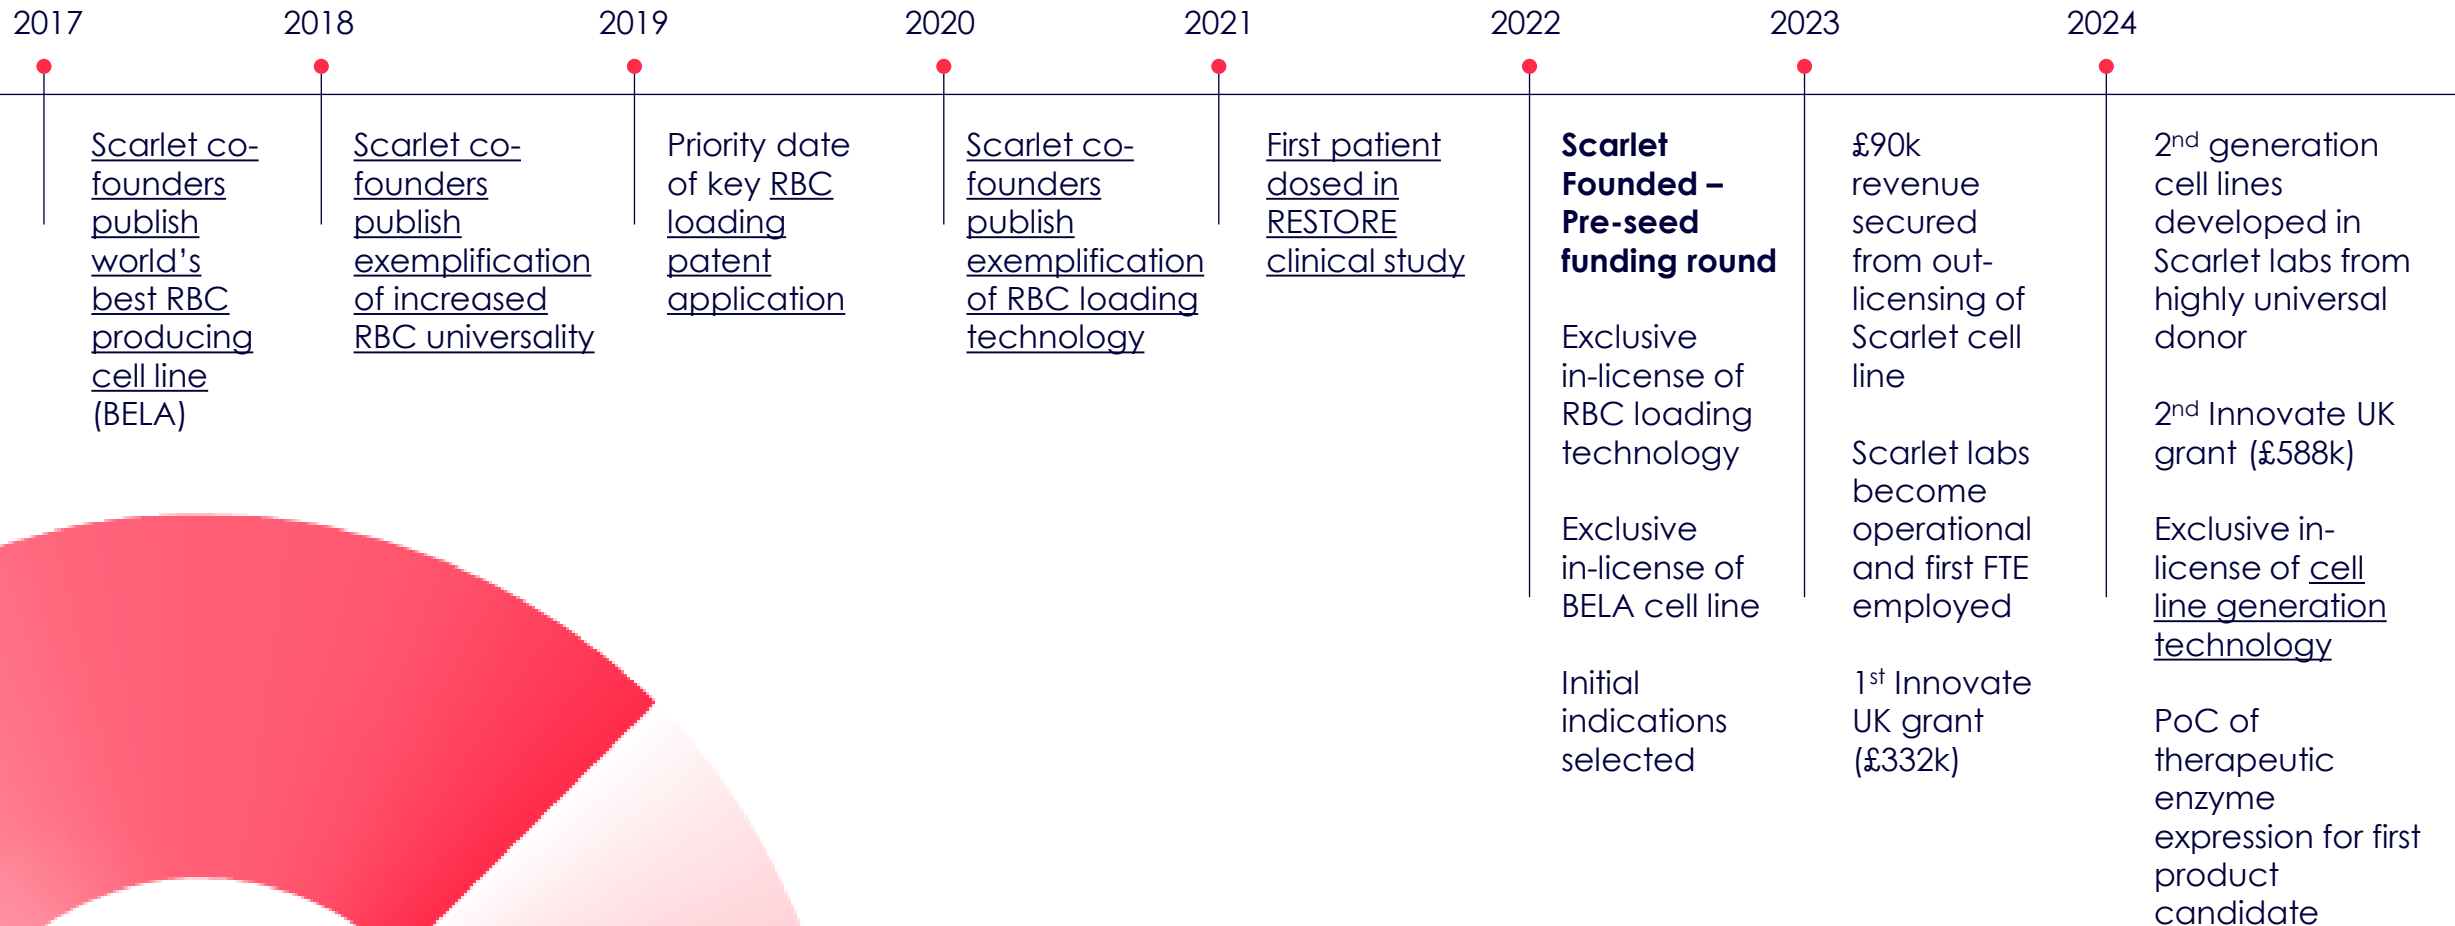 2017
2018
2019
2020
2021
2022
2023
2024
Scarlet co-
founders
publish
world’s
best RBC
producing
cell line
(BELA)
Scarlet co-
founders
publish
exemplification
of increased
RBC universality
Priority date
of key RBC
loading
patent
application
Scarlet co-
founders
publish
exemplification
of RBC loading
technology
First patient
dosed in
RESTORE
clinical study
Scarlet
Founded –
Pre-seed
funding round
Exclusive
in-license of
RBC loading
technology
Exclusive
in-license of
BELA cell line
Initial
indications
selected
£90k
revenue
secured
from out-
licensing of
Scarlet cell
line
Scarlet labs
become
operational
and first FTE
employed
1st Innovate
UK grant
(£332k)
2nd generation
cell lines
developed in
Scarlet labs from
highly universal
donor
2nd Innovate UK
grant (£588k)
Exclusive in-
license of cell
line generation
technology
PoC of
therapeutic
enzyme
expression for first
product
candidate